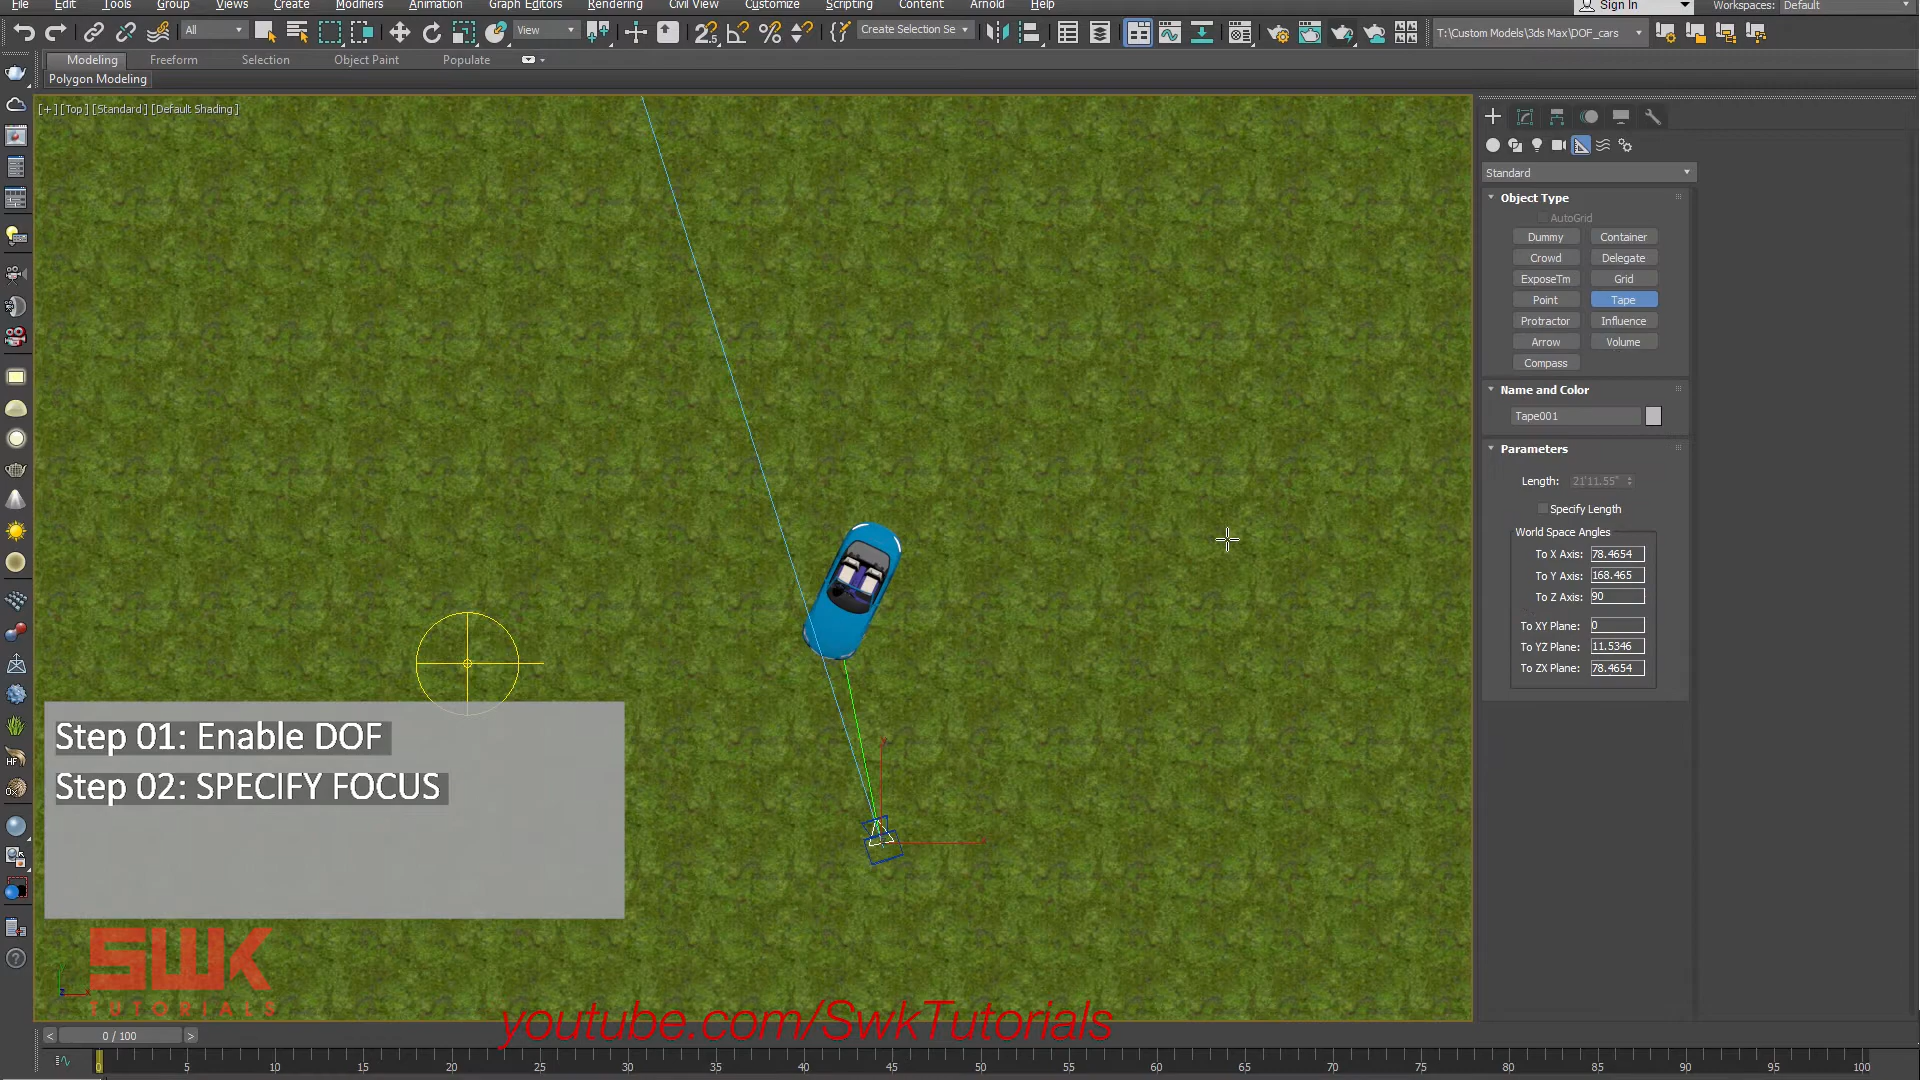 File Edit Tools Group Views Create Modifiers Animation Graph Editors Rendering Civil View Customize Scripting Content Arnold Help Sign In Workspaces: Default
All View Create Selection Se T:\Custom Models\3ds Max\DOF_cars
Modeling Freeform Selection Object Paint Populate
Polygon Modeling
[+] [Top] [Standard] [Default Shading]
Standard
Object Type
AutoGrid
Dummy Container
Crowd Delegate
ExposeTm Grid
Point Tape
Protractor Influence
Arrow Volume
Compass
Name and Color
Tape001
Parameters
Length: 21'11.55"
Specify Length
World Space Angles
To X Axis: 78.4654
To Y Axis: 168.465
To Z Axis: 90
To XY Plane: 0
To YZ Plane: 11.5346
To ZX Plane: 78.4654
Step 01: Enable DOF
Step 02: SPECIFY FOCUS
SWK
TUTORIALS
youtube.com/SwkTutorials
< 0 / 100 >
0 5 10 15 20 25 30 35 40 45 50 55 60 65 70 75 80 85 90 95 100